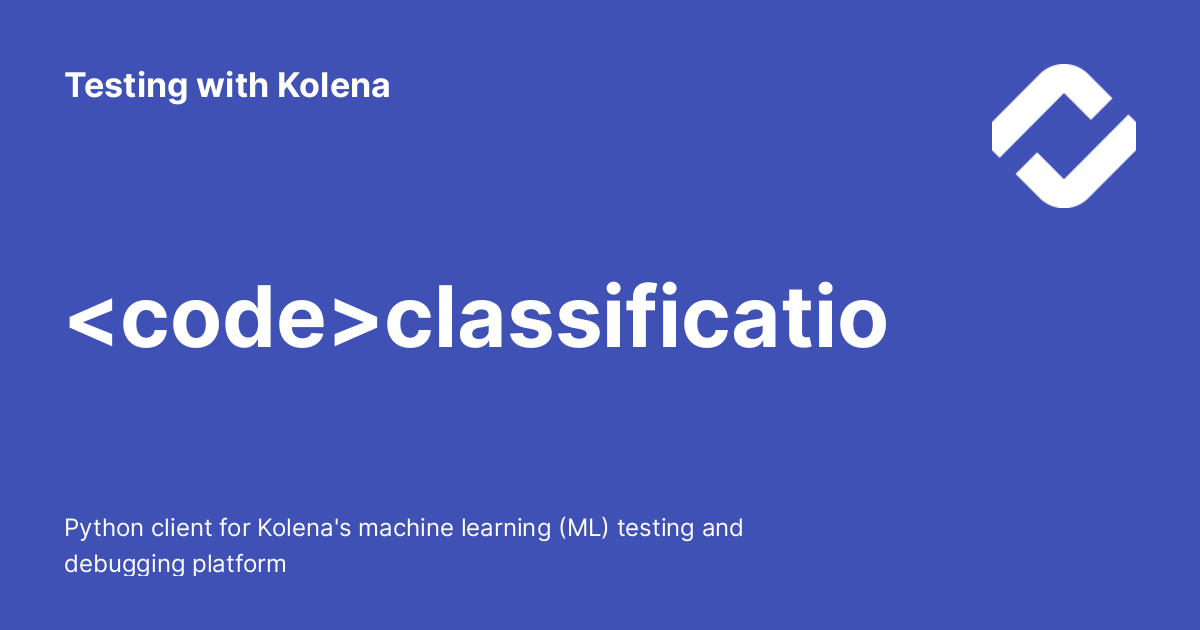 Testing with Kolena
<code>classificatio
Python client for Kolena's machine learning (ML) testing and
debugging platform